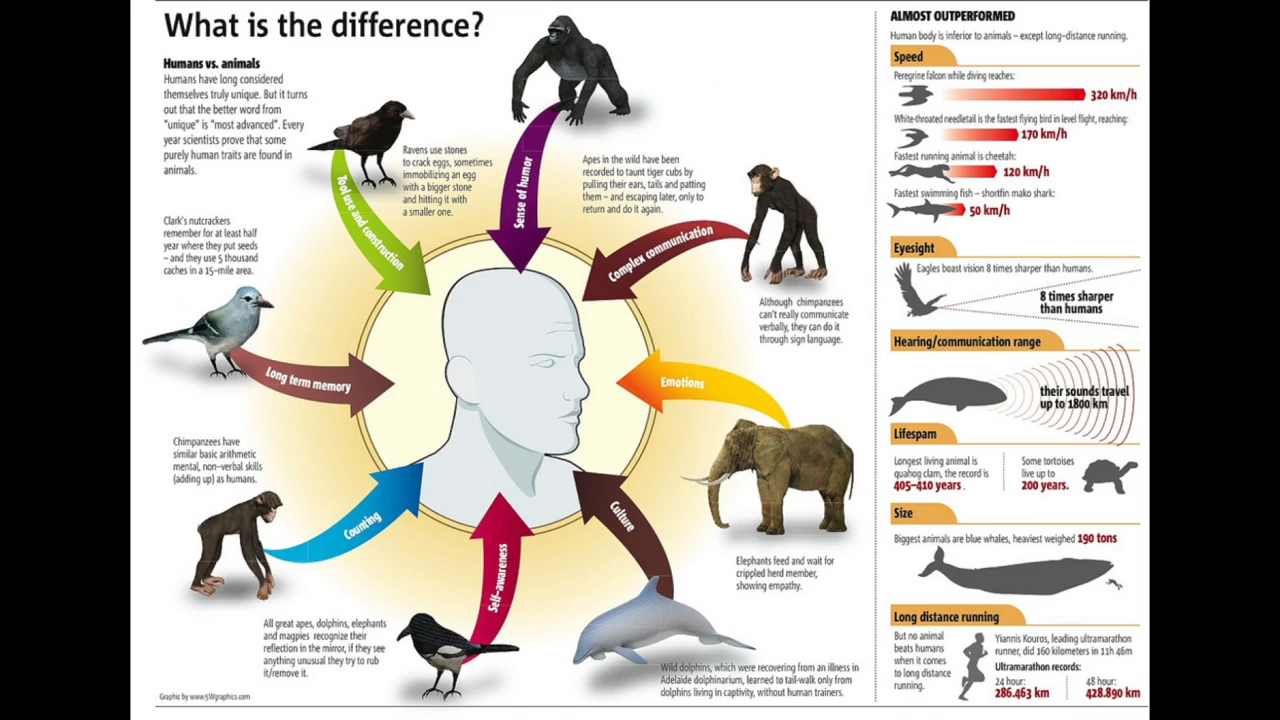 What is the difference?
Humans vs. animals
Humans have long considered
themselves truly unique. But it turns
out that the better word from
"unique" is "most advanced". Every
year scientists prove that some
purely human traits are found in
animals.
Tool use and construction
Ravens use stones
to crack eggs, sometimes
immobilizing an egg
with a bigger stone
and hitting it with
a smaller one.
Sense of humor
Apes in the wild have been
recorded to taunt tiger cubs by
pulling their ears, tails and patting
them – and escaping later, only to
return and do it again.
Complex communication
Although chimpanzees
can't really communicate
verbally, they can do it
through sign language.
Clark's nutcrackers
remember for at least half
year where they put seeds
– and they use 5 thousand
caches in a 15-mile area.
Long term memory
Emotions
Elephants feed and wait for
crippled herd member,
showing empathy.
Chimpanzees have
similar basic arithmetic
mental, non-verbal skills
(adding up) as humans.
Counting
Self-awareness
All great apes, dolphins, elephants
and magpies recognize their
reflection in the mirror, if they see
anything unusual they try to rub
it/remove it.
Culture
Wild dolphins, which were recovering from an illness in
Adelaide dolphinarium, learned to tail-walk only from
dolphins living in captivity, without human trainers.
Graphic by www.5Wgraphics.com
ALMOST OUTPERFORMED
Human body is inferior to animals – except long-distance running.
Speed
Peregrine falcon while diving reaches:
320 km/h
White-throated needletail is the fastest flying bird in level flight, reaching:
170 km/h
Fastest running animal is cheetah:
120 km/h
Fastest swimming fish – shortfin mako shark:
50 km/h
Eyesight
Eagles boast vision 8 times sharper than humans.
8 times sharper
than humans
Hearing/communication range
their sounds travel
up to 1800 km
Lifespam
Longest living animal is
quahog clam, the record is
405–410 years .
Some tortoises
live up to
200 years.
Size
Biggest animals are blue whales, heaviest weighed 190 tons
Long distance running
But no animal
beats humans
when it comes
to long distance
running.
Yiannis Kouros, leading ultramarathon
runner, did 160 kilometers in 11h 46m
Ultramarathon records:
24 hour:
286.463 km
48 hour:
428.890 km